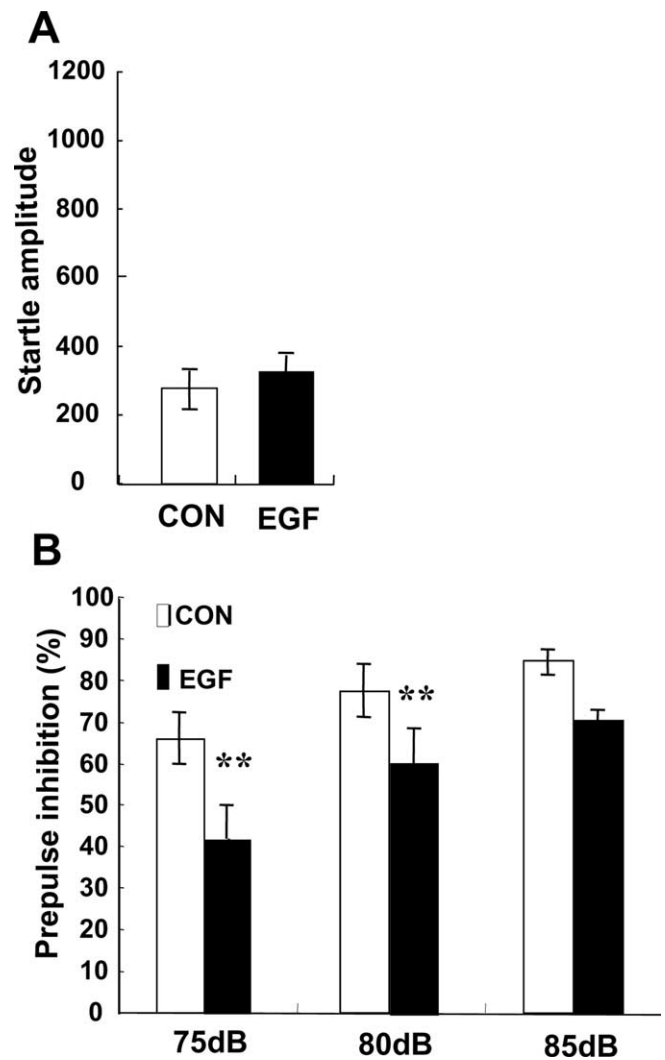 A
1200
1000
800
600
400
200
0
Startle amplitude
CON EGF
B
100
90
80
70
60
50
40
30
20
10
0
Prepulse inhibition (%)
CON
EGF
**
**
75dB 80dB 85dB